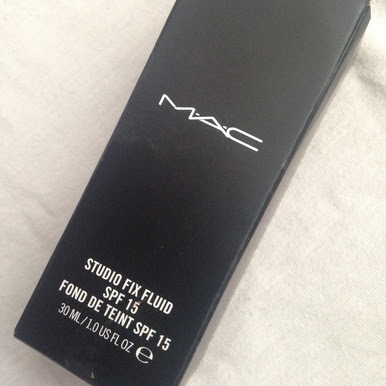 M·A·C
STUDIO FIX FLUID
SPF 15
FOND DE TEINT SPF 15
30 ML / 1.0 US FL OZ ℮